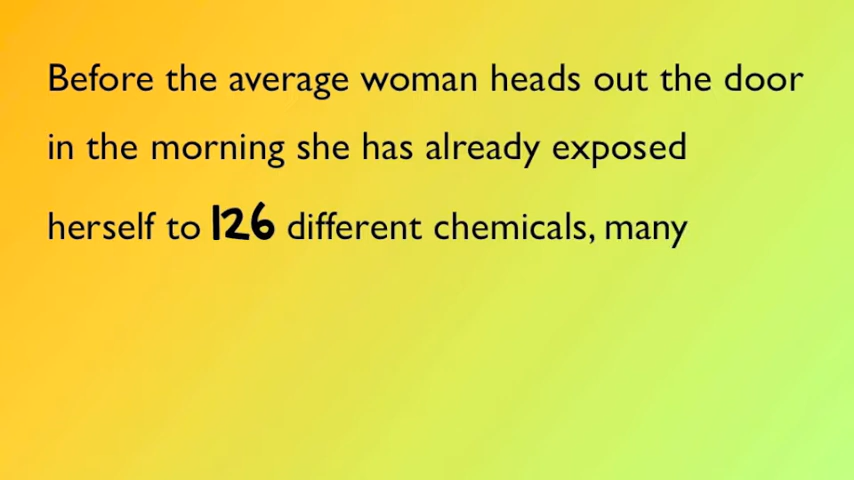 Before the average woman heads out the door
in the morning she has already exposed
herself to 126 different chemicals, many